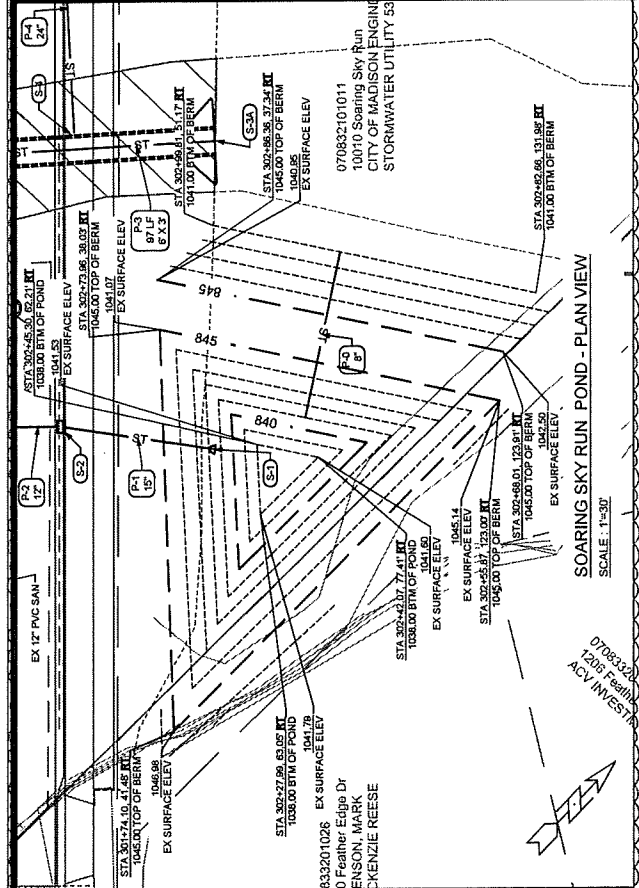 P-4
24"
S-4
ST
ST
ST
P-3
97 LF
6' X 3'
S-3A
STA 302+99.81, 51.17' RT
1041.00 BTM OF BERM
STA 302+86.36, 37.34' RT
1045.00 TOP OF BERM
1040.95
EX SURFACE ELEV
070832101011
10010 Soaring Sky Run
CITY OF MADISON ENGIN
STORMWATER UTILITY 53
STA 302+45.30, 62.21' RT
1038.00 BTM OF POND
1041.53
EX SURFACE ELEV
STA 302+73.96, 38.03' RT
1045.00 TOP OF BERM
1041.07
EX SURFACE ELEV
STA 302+82.66, 131.98' RT
1041.00 BTM OF BERM
P-2
12"
S-2
P-1
15"
ST
S-1
845
845
840
ST
P-0
8"
EX 12" PVC SAN
STA 301+74.10, 41.48' RT
1045.00 TOP OF BERM
1046.98
EX SURFACE ELEV
STA 302+27.99, 63.05' RT
1038.00 BTM OF POND
1041.79
EX SURFACE ELEV
STA 302+42.07, 77.41' RT
1038.00 BTM OF POND
1041.60
EX SURFACE ELEV
1045.14
EX SURFACE ELEV
STA 302+55.87, 123.00' RT
1045.00 TOP OF BERM
STA 302+68.01, 123.91' RT
1045.00 TOP OF BERM
1042.50
EX SURFACE ELEV
833201026
0 Feather Edge Dr
ENSON, MARK
CKENZIE REESE
0708332
1206 Feath
ACV INVEST
SOARING SKY RUN POND - PLAN VIEW
SCALE : 1"=30'